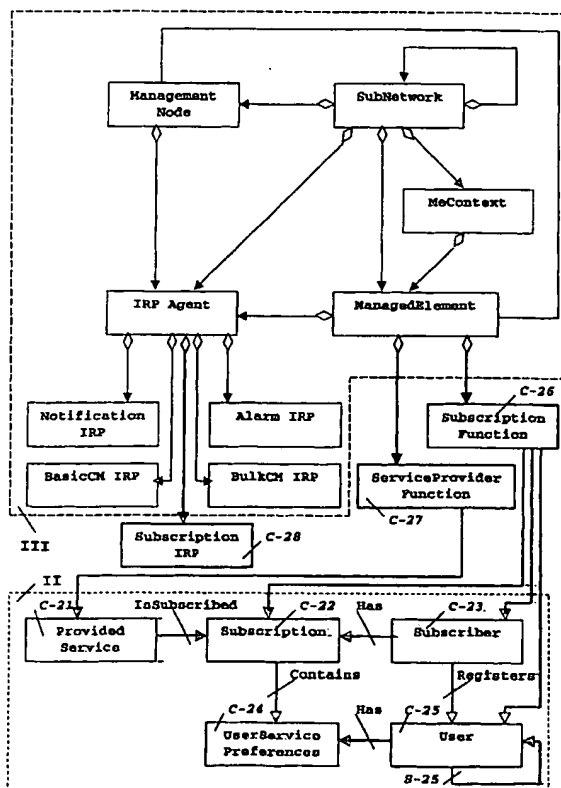 Management
Node
SubNetwork
MeContext
IRP Agent
ManagedElement
C-26
Notification
IRP
Alarm IRP
Subscription
Function
BasicCM IRP
BulkCM IRP
ServiceProvider
Function
III
Subscription
IRP
C-28
C-27
II
C-21
InSubscribed
C-22
Has
C-23
Provided
Service
Subscription
Subscriber
Contains
Registers
C-24
Has
C-25
UserService
Preferences
User
S-25